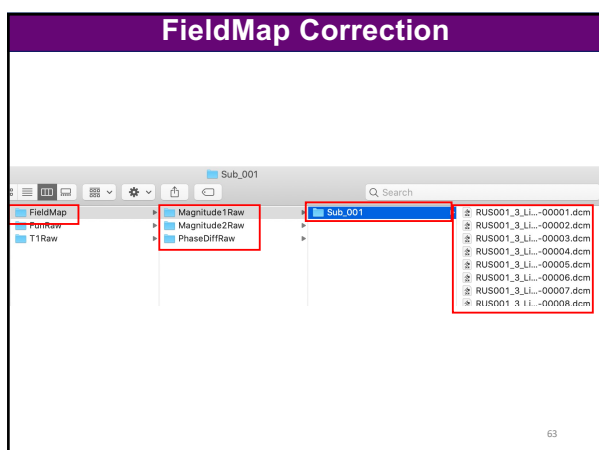 FieldMap Correction
Sub_001
Search
FieldMap
Magnitude1Raw
Sub_001
RUS001_3_Li...-00001.dcm
FunRaw
Magnitude2Raw
RUS001_3_Li...-00002.dcm
T1Raw
PhaseDiffRaw
RUS001_3_Li...-00003.dcm
RUS001_3_Li...-00004.dcm
RUS001_3_Li...-00005.dcm
RUS001_3_Li...-00006.dcm
RUS001_3_Li...-00007.dcm
RUS001_3_Li...-00008.dcm
63